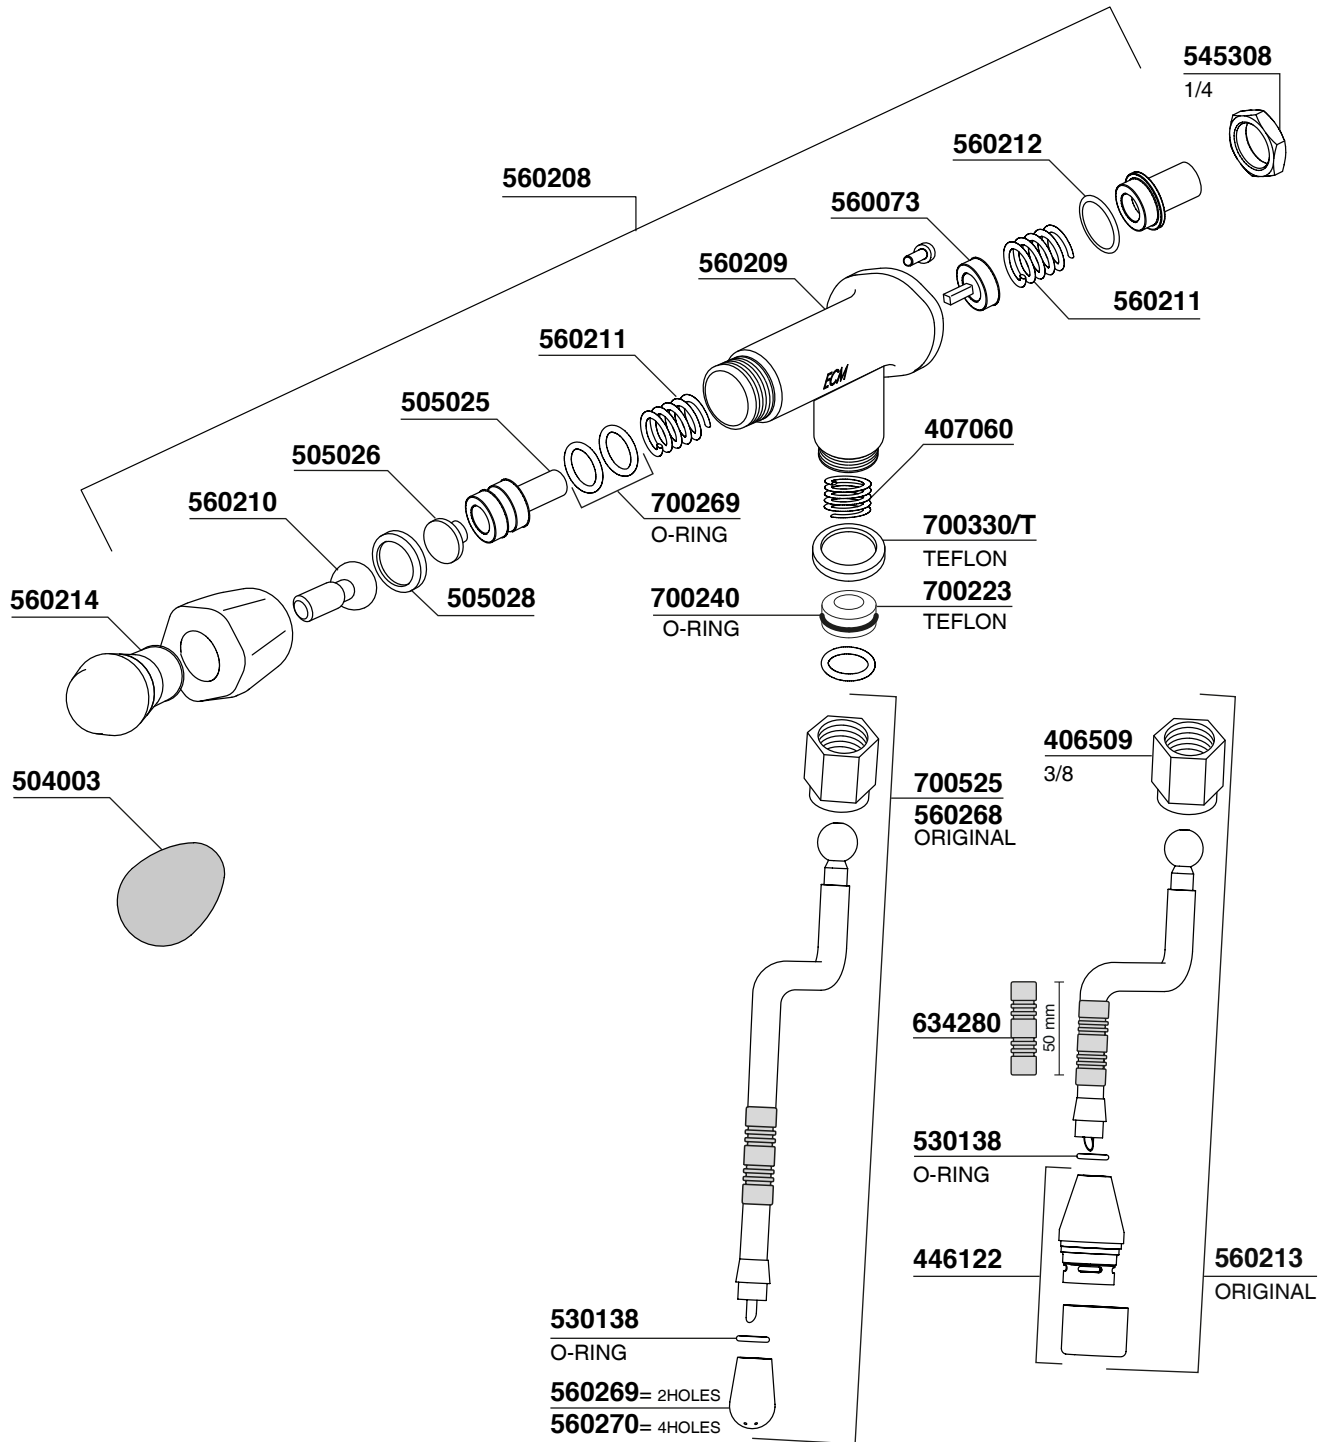 545308
1/4
560212
560208
560073
560209
560211
560211
ECM
505025
407060
505026
560210
700269
O-RING
700330/T
TEFLON
560214
505028
700240
O-RING
700223
TEFLON
406509
3/8
504003
700525
560268
ORIGINAL
634280
50 mm
530138
O-RING
446122
560213
ORIGINAL
530138
O-RING
560269= 2HOLES
560270= 4HOLES